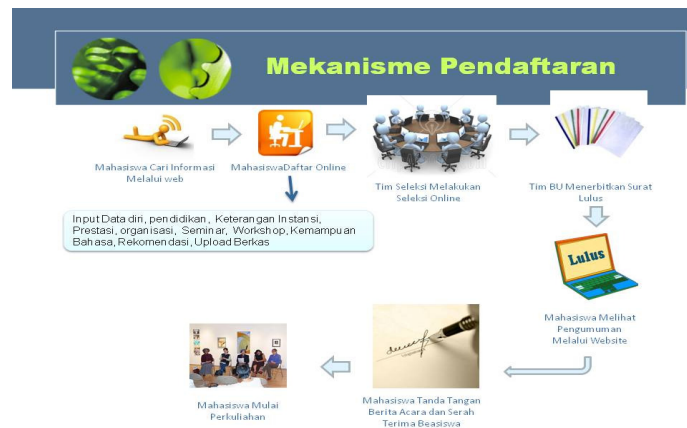 Mekanisme Pendaftaran
Mahasiswa Cari Informasi
Melalui web
MahasiswaDaftar Online
Tim Seleksi Melakukan
Seleksi Online
Tim BU Menerbitkan Surat
Lulus
Input Data diri, pendidikan, Keterangan Instansi,
Prestasi, organisasi, Seminar, Workshop, Kemampuan
Bahasa, Rekomendasi, Upload Berkas
Lulus
Mahasiswa Melihat
Pengumuman
Melalui Website
Mahasiswa Tanda Tangan
Berita Acara dan Serah
Terima Beasiswa
Mahasiswa Mulai
Perkuliahan